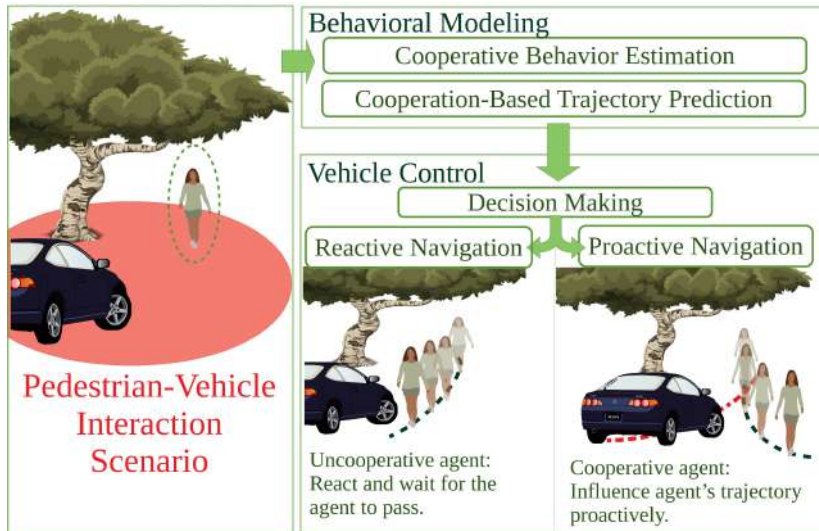 Pedestrian-Vehicle
Interaction
Scenario
Behavioral Modeling
Cooperative Behavior Estimation
Cooperation-Based Trajectory Prediction
Vehicle Control
Decision Making
Reactive Navigation
Proactive Navigation
Uncooperative agent:
React and wait for the
agent to pass.
Cooperative agent:
Influence agent's trajectory
proactively.